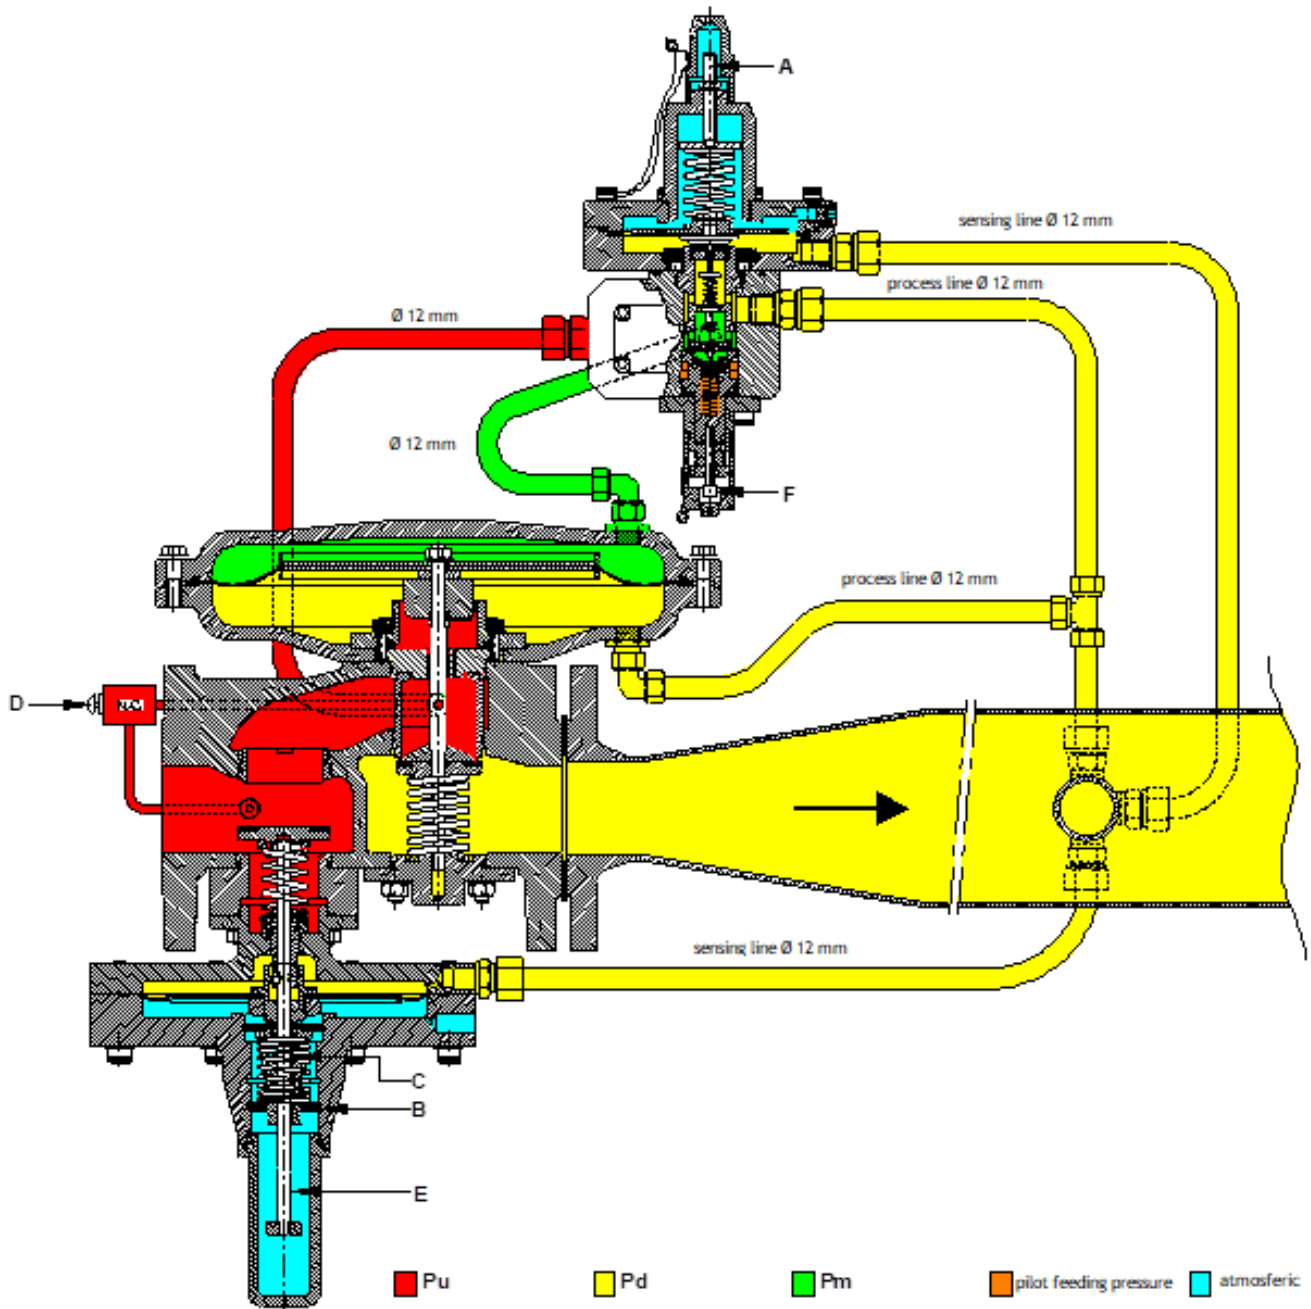 A
sensing line Ø 12 mm
process line Ø 12 mm
Ø 12 mm
Ø 12 mm
F
process line Ø 12 mm
D
sensing line Ø 12 mm
C
B
E
Pu
Pd
Pm
pilot feeding pressure
atmosferic